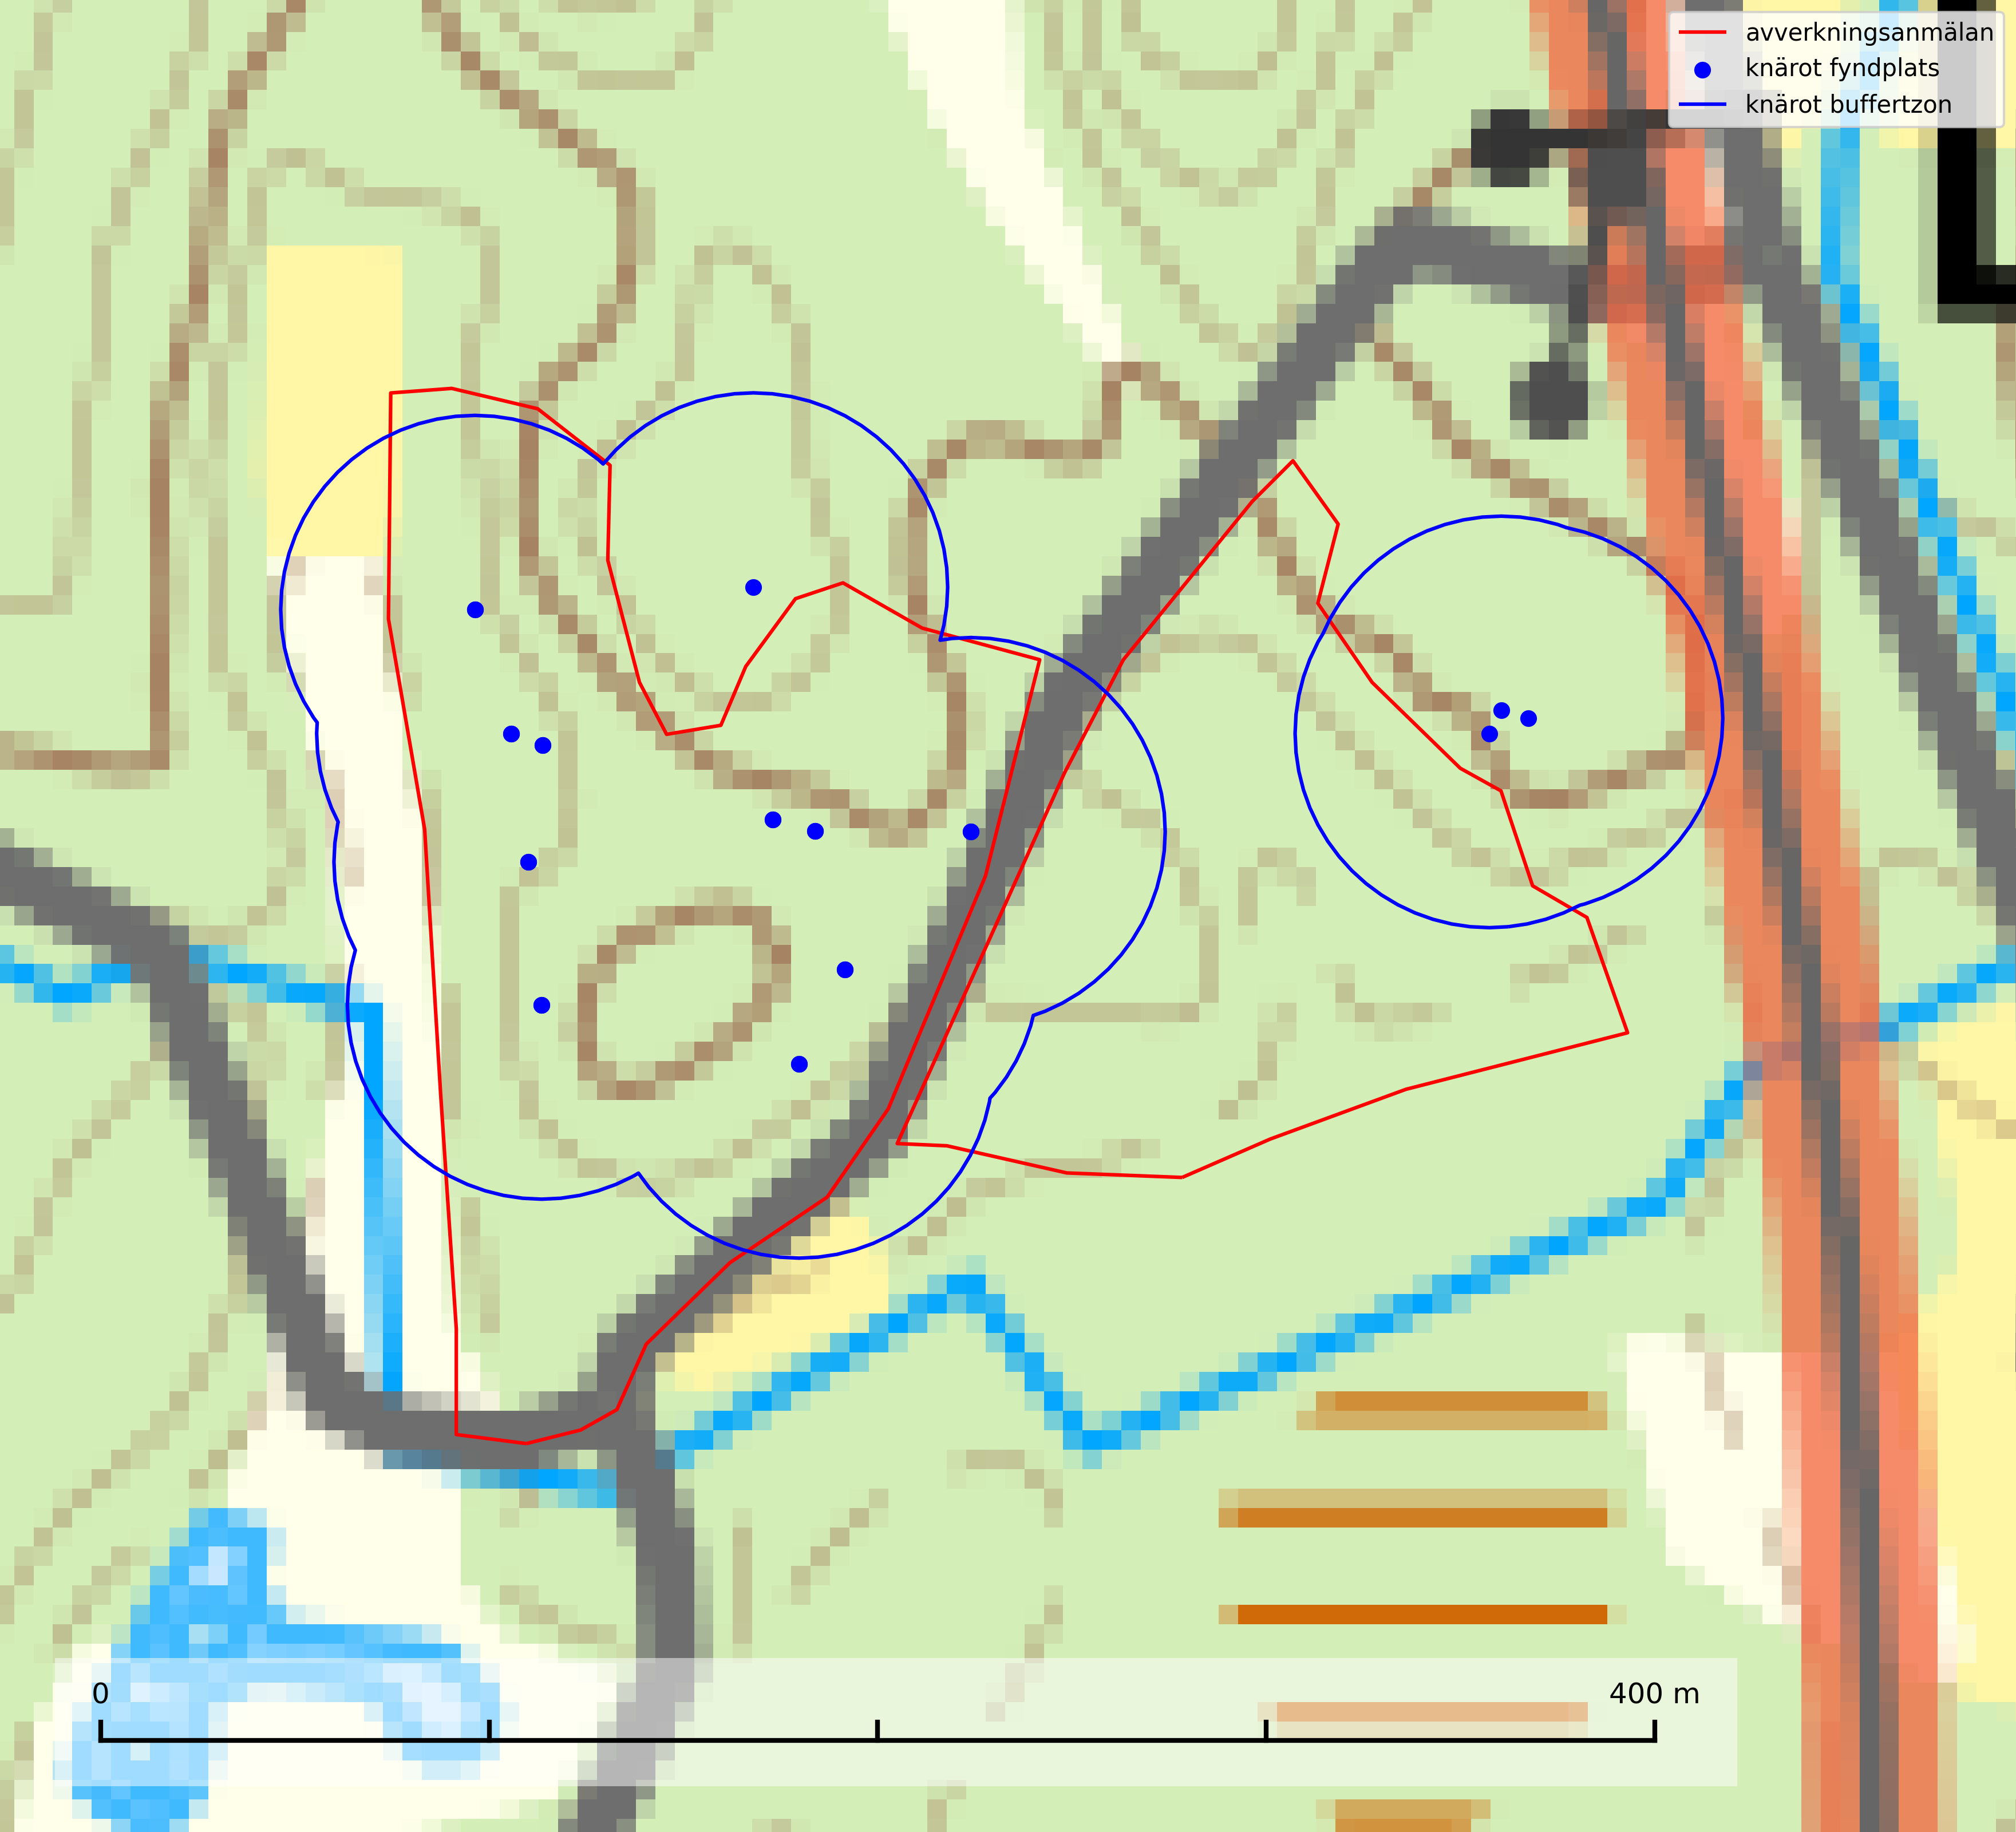 avverkningsanmälan
knärot fyndplats
knärot buffertzon
0
400 m